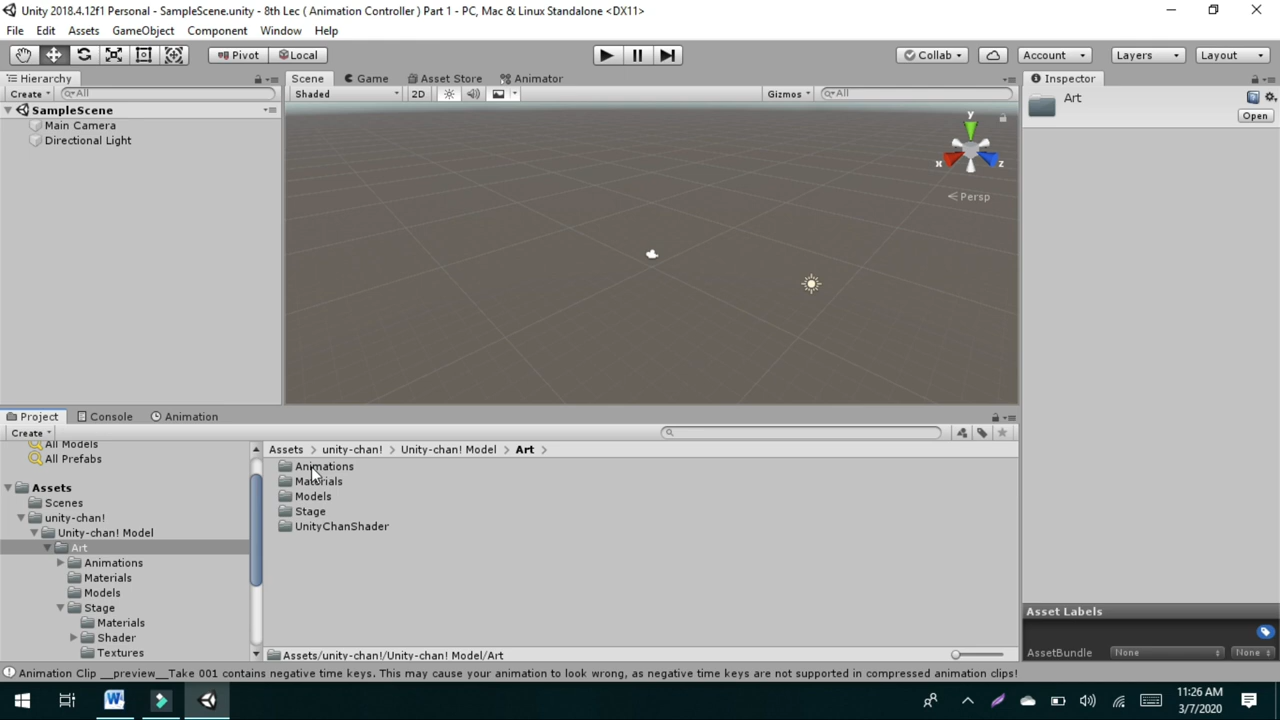 Unity 2018.4.12f1 Personal - SampleScene.unity - 8th Lec ( Animation Controller ) Part 1 - PC, Mac & Linux Standalone <DX11>
File Edit Assets GameObject Component Window Help
Pivot Local Collab Account Layers Layout
Hierarchy Scene Game Asset Store Animator Inspector
Create All Shaded 2D Gizmos All Art
SampleScene Open
Main Camera
Directional Light
y
x z
Persp
Project Console Animation
Create
All Models Assets > unity-chan! > Unity-chan! Model > Art >
All Prefabs Animations
Materials
Assets Models
Scenes Stage
unity-chan! UnityChanShader
Unity-chan! Model
Art
Animations
Materials
Models
Stage Asset Labels
Materials
Shader
Textures Assets/unity-chan!/Unity-chan! Model/Art AssetBundle None None
Animation Clip __preview__Take 001 contains negative time keys. This may cause your animation to look wrong, as negative time keys are not supported in compressed animation clips!
11:26 AM
3/7/2020